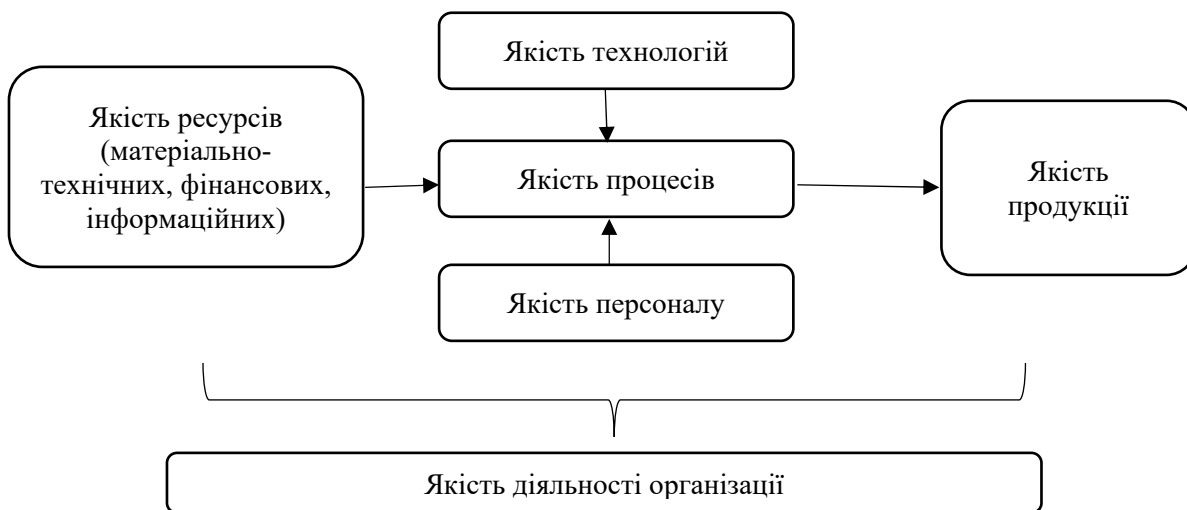 Якість технологій
Якість ресурсів
(матеріально-
технічних, фінансових,
інформаційних)
Якість процесів
Якість
продукції
Якість персоналу
Якість діяльності організації